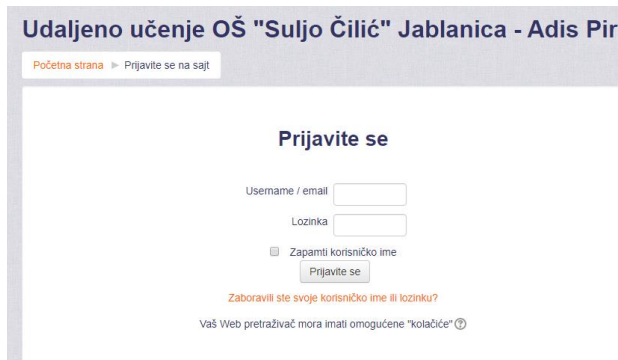 Udaljeno učenje OŠ "Suljo Čilić" Jablanica - Adis Pir
Početna strana ► Prijavite se na sajt
Prijavite se
Username / email
Lozinka
Zapamti korisničko ime
Prijavite se
Zaboravili ste svoje korisničko ime ili lozinku?
Vaš Web pretraživač mora imati omogućene "kolačiće" ?